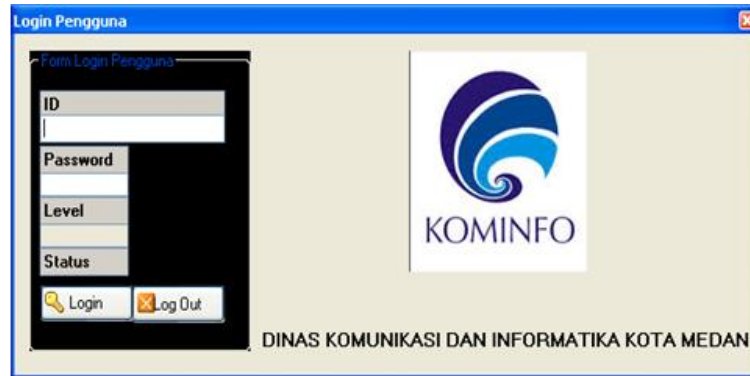 Login Pengguna
Form Login Pengguna
ID
Password
Level
Status
Login
Log Out
KOMINFO
DINAS KOMUNIKASI DAN INFORMATIKA KOTA MEDAN